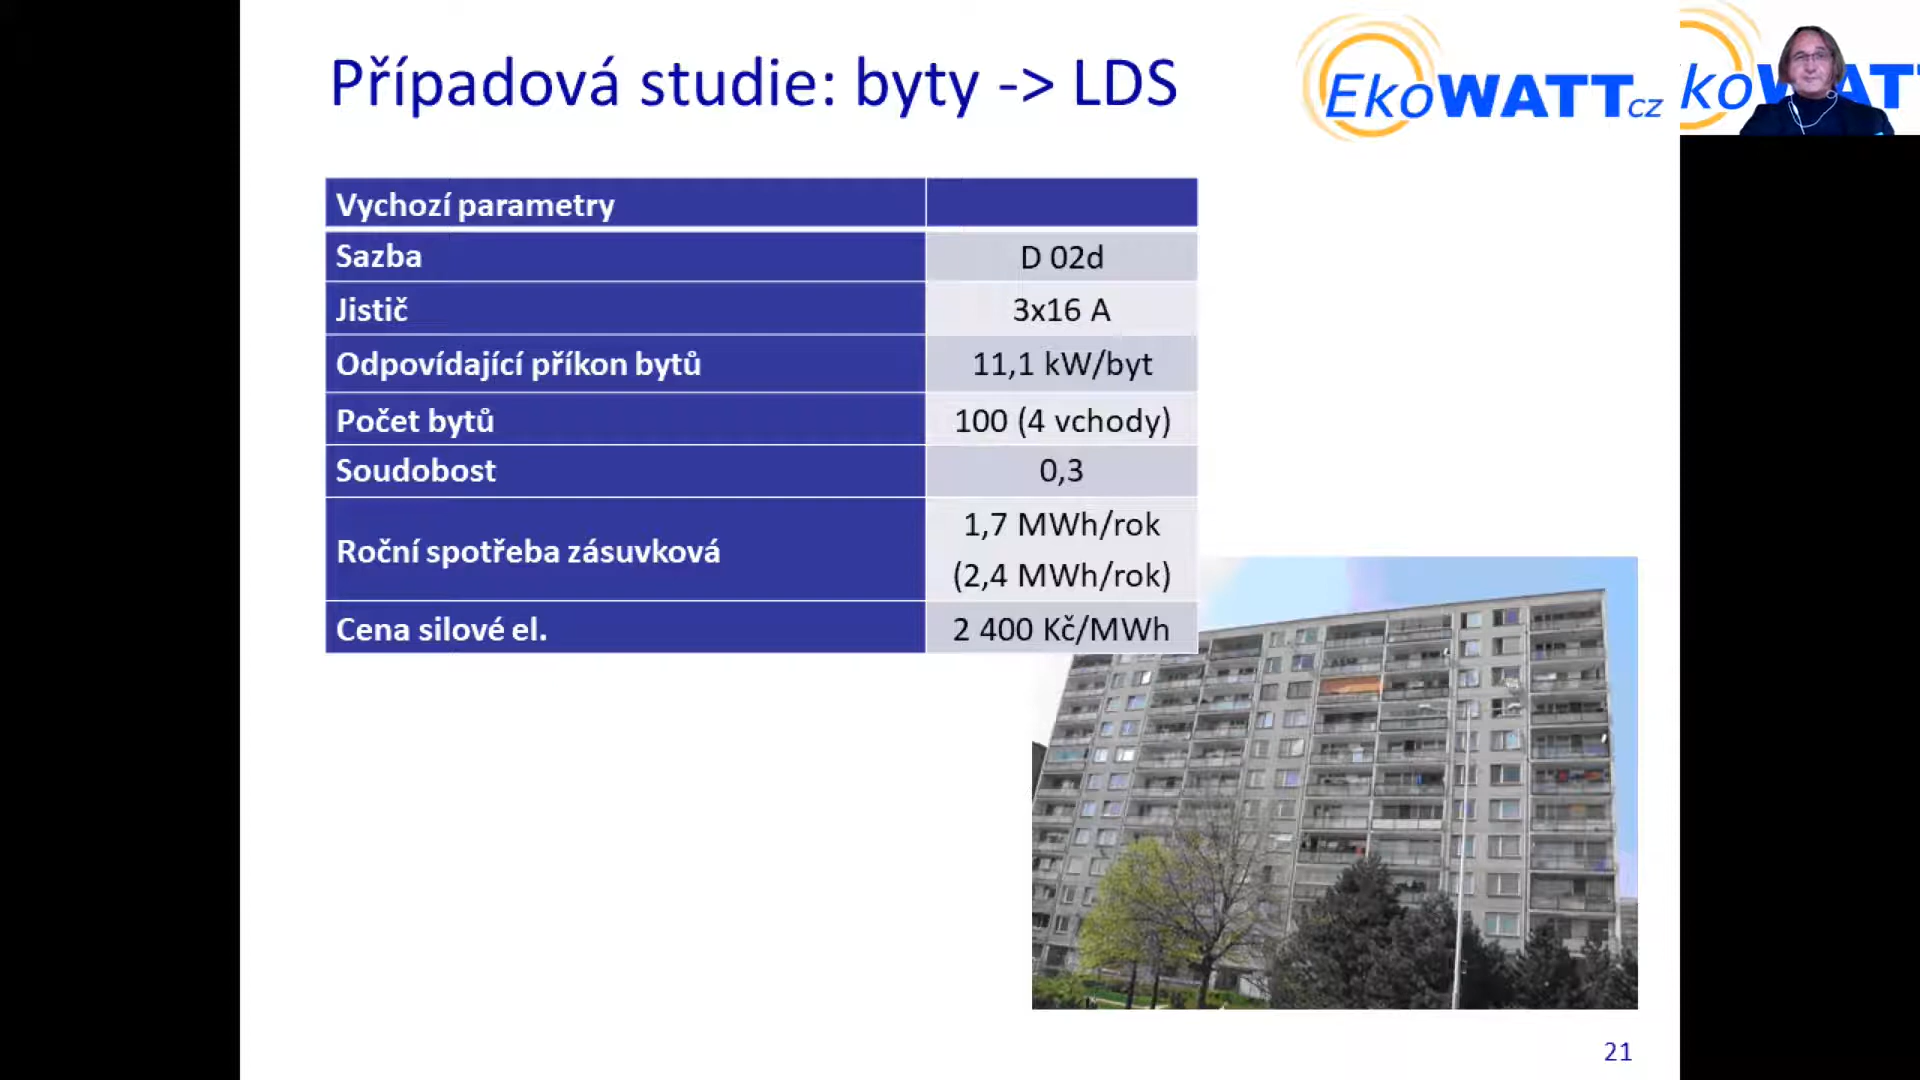 Případová studie: byty -> LDS
EkoWATTcz
koWAT
Vychozí parametry
Sazba
D 02d
Jistič
3x16 A
Odpovídající příkon bytů
11,1 kW/byt
Počet bytů
100 (4 vchody)
Soudobost
0,3
Roční spotřeba zásuvková
1,7 MWh/rok
(2,4 MWh/rok)
Cena silové el.
2 400 Kč/MWh
21